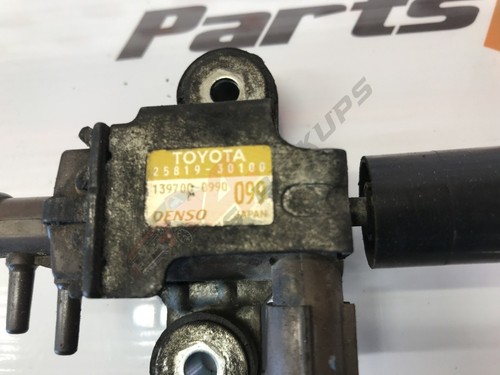 Parts
TOYOTA
25819-30100
139700-0990 099
DENSO JAPAN